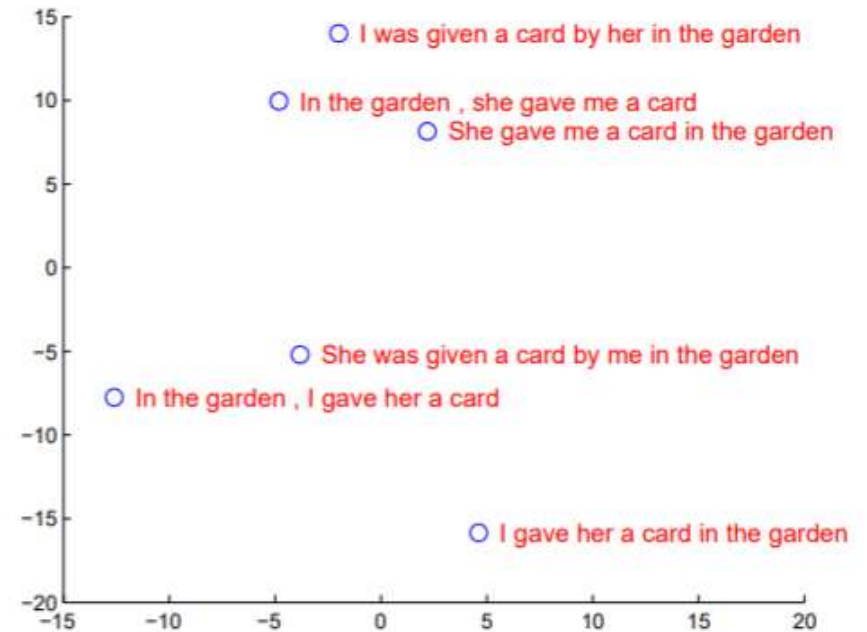 15
I was given a card by her in the garden
10
In the garden , she gave me a card
She gave me a card in the garden
5
0
−5
She was given a card by me in the garden
In the garden , I gave her a card
−10
−15
I gave her a card in the garden
−20
−15 −10 −5 0 5 10 15 20